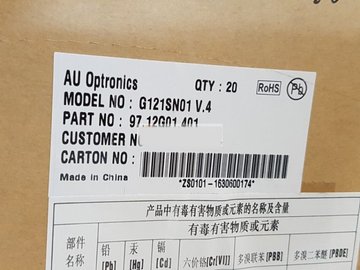 AU Optronics QTY : 20 RoHS Pb
MODEL NO : G121SN01 V.4
PART NO : 97.12G01.401
CUSTOMER
CARTON NO :
Made in China *ZS0101-1630600174*
产品中有毒有害物质或元素的名称及含量
部件名称 有毒有害物质或元素
铅[Pb] 汞[Hg] 镉[Cd] 六价铬[Cr(VI)] 多溴联苯[PBB] 多溴二苯醚[PBDE]